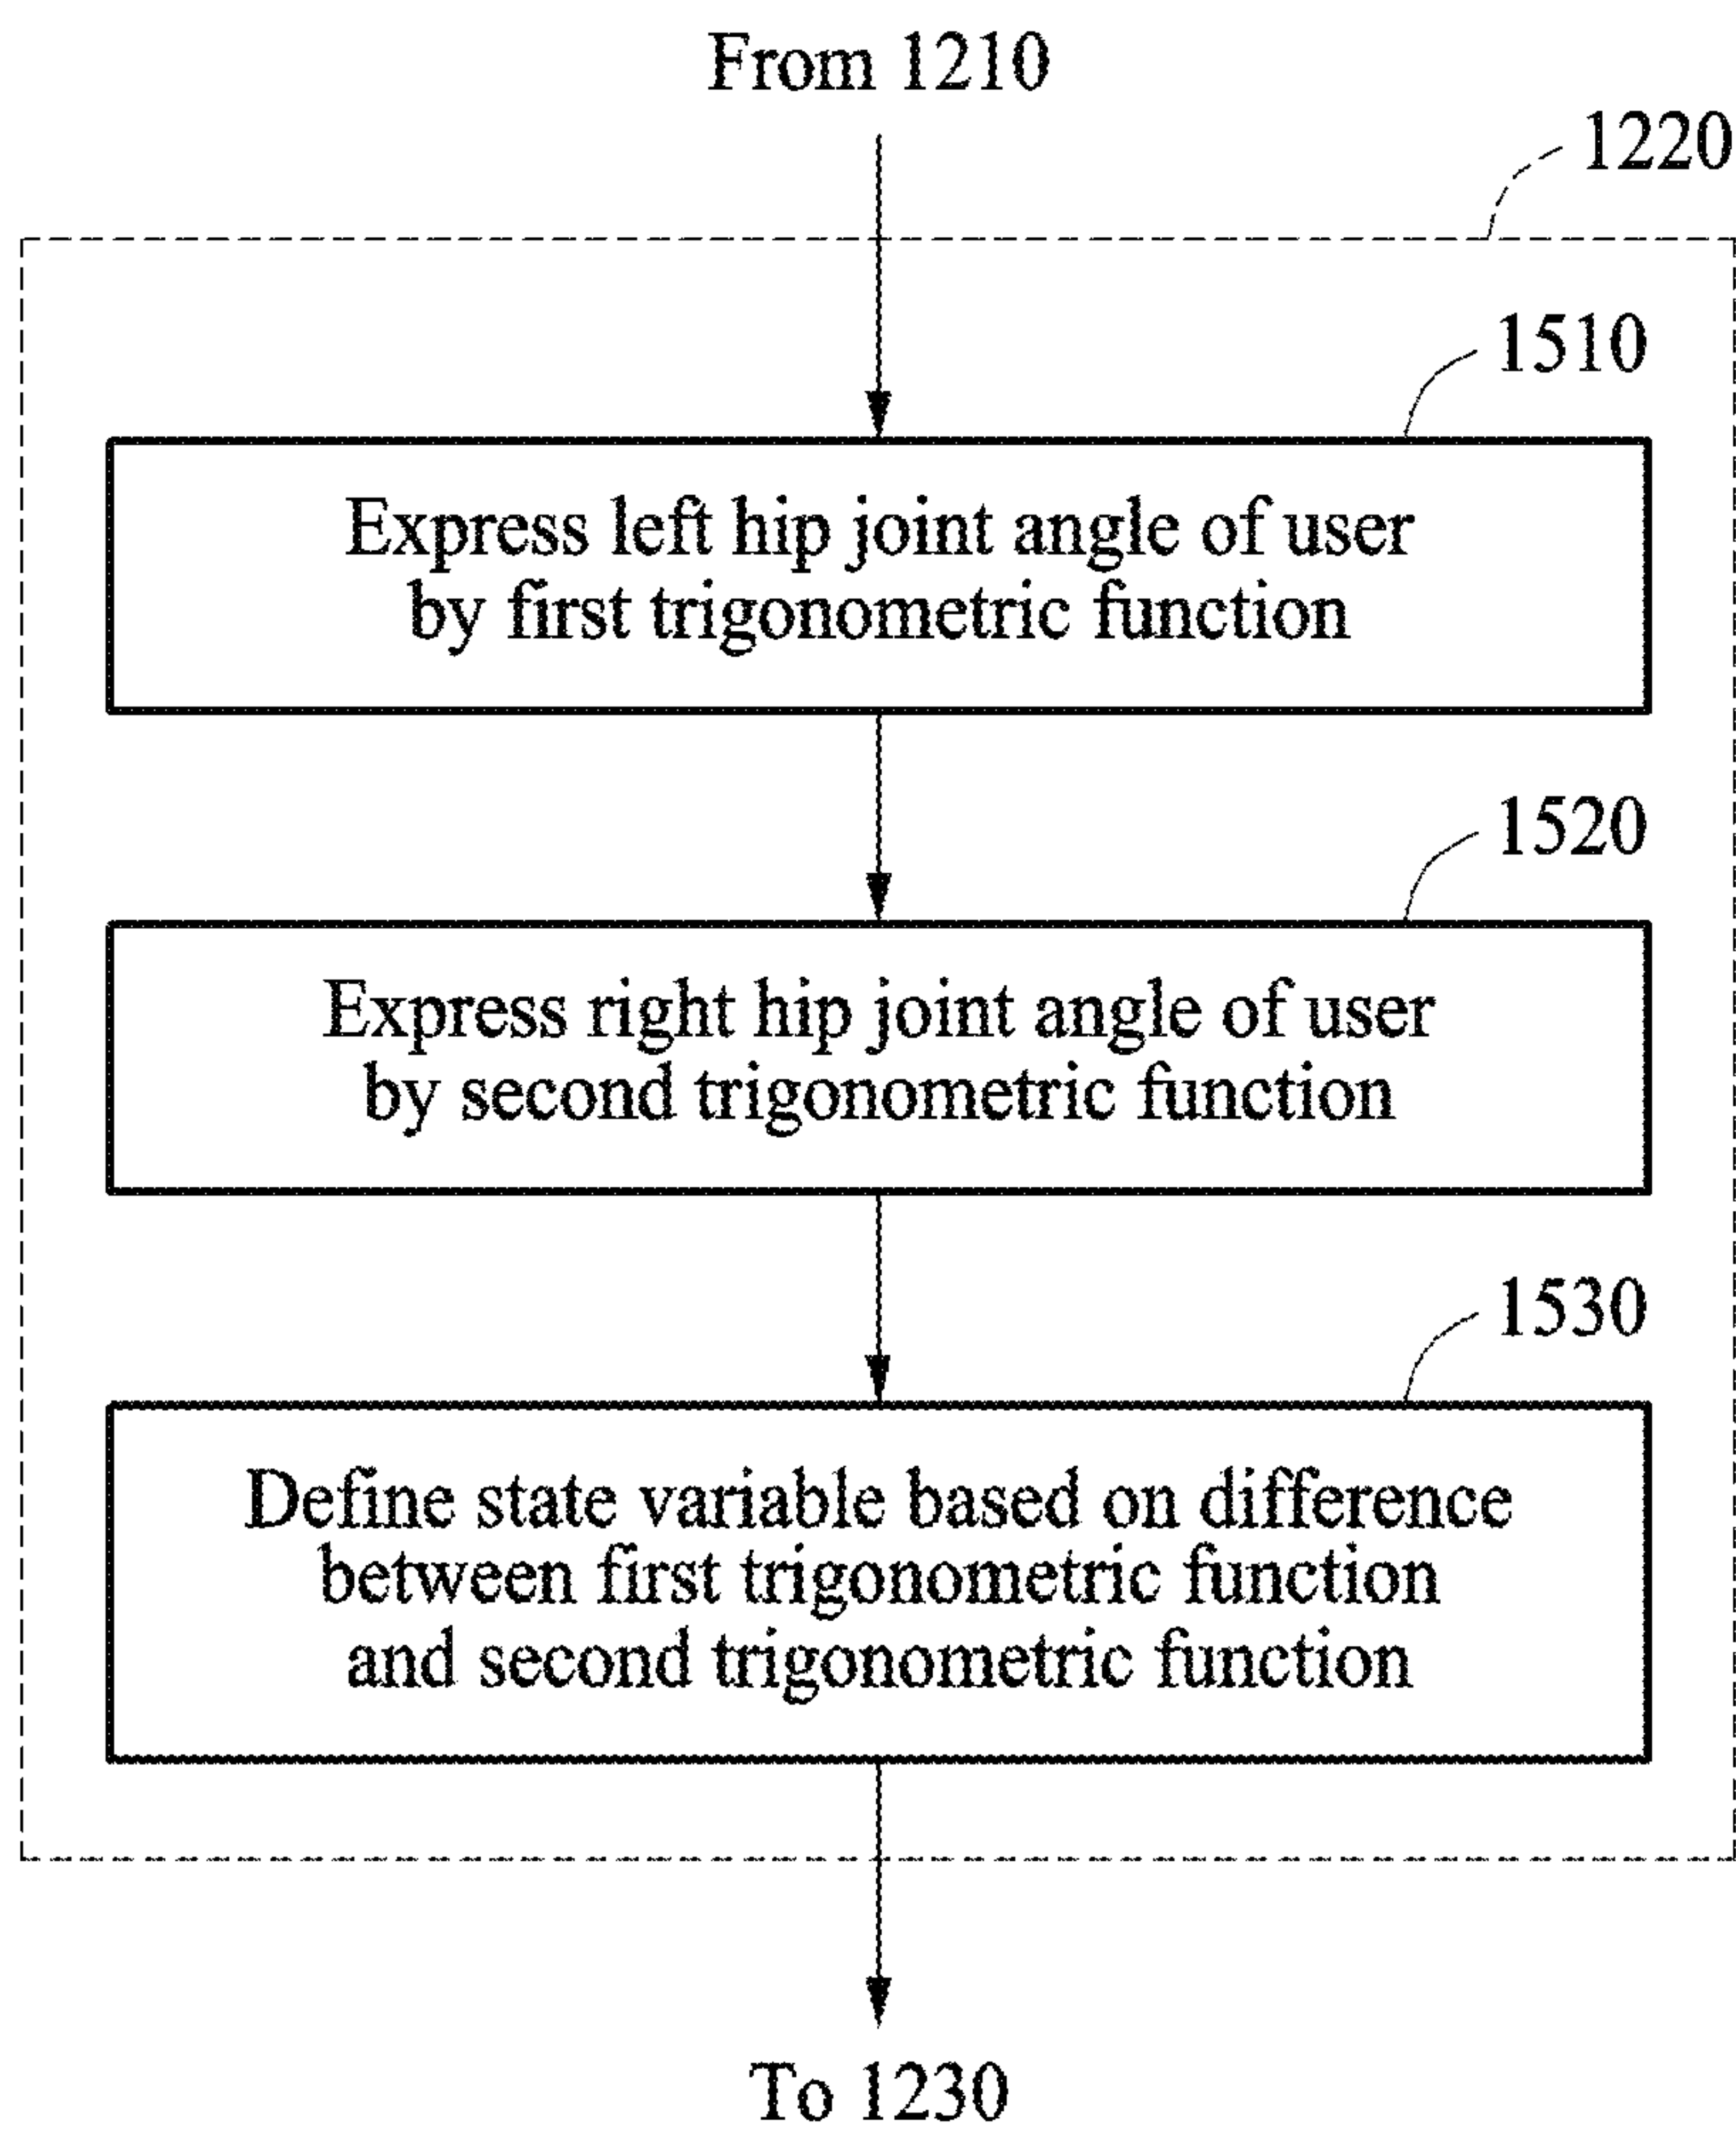 From 1210
1220
1510
Express left hip joint angle of user
by first trigonometric function
1520
Express right hip joint angle of user
by second trigonometric function
1530
Define state variable based on difference
between first trigonometric function
and second trigonometric function
To 1230